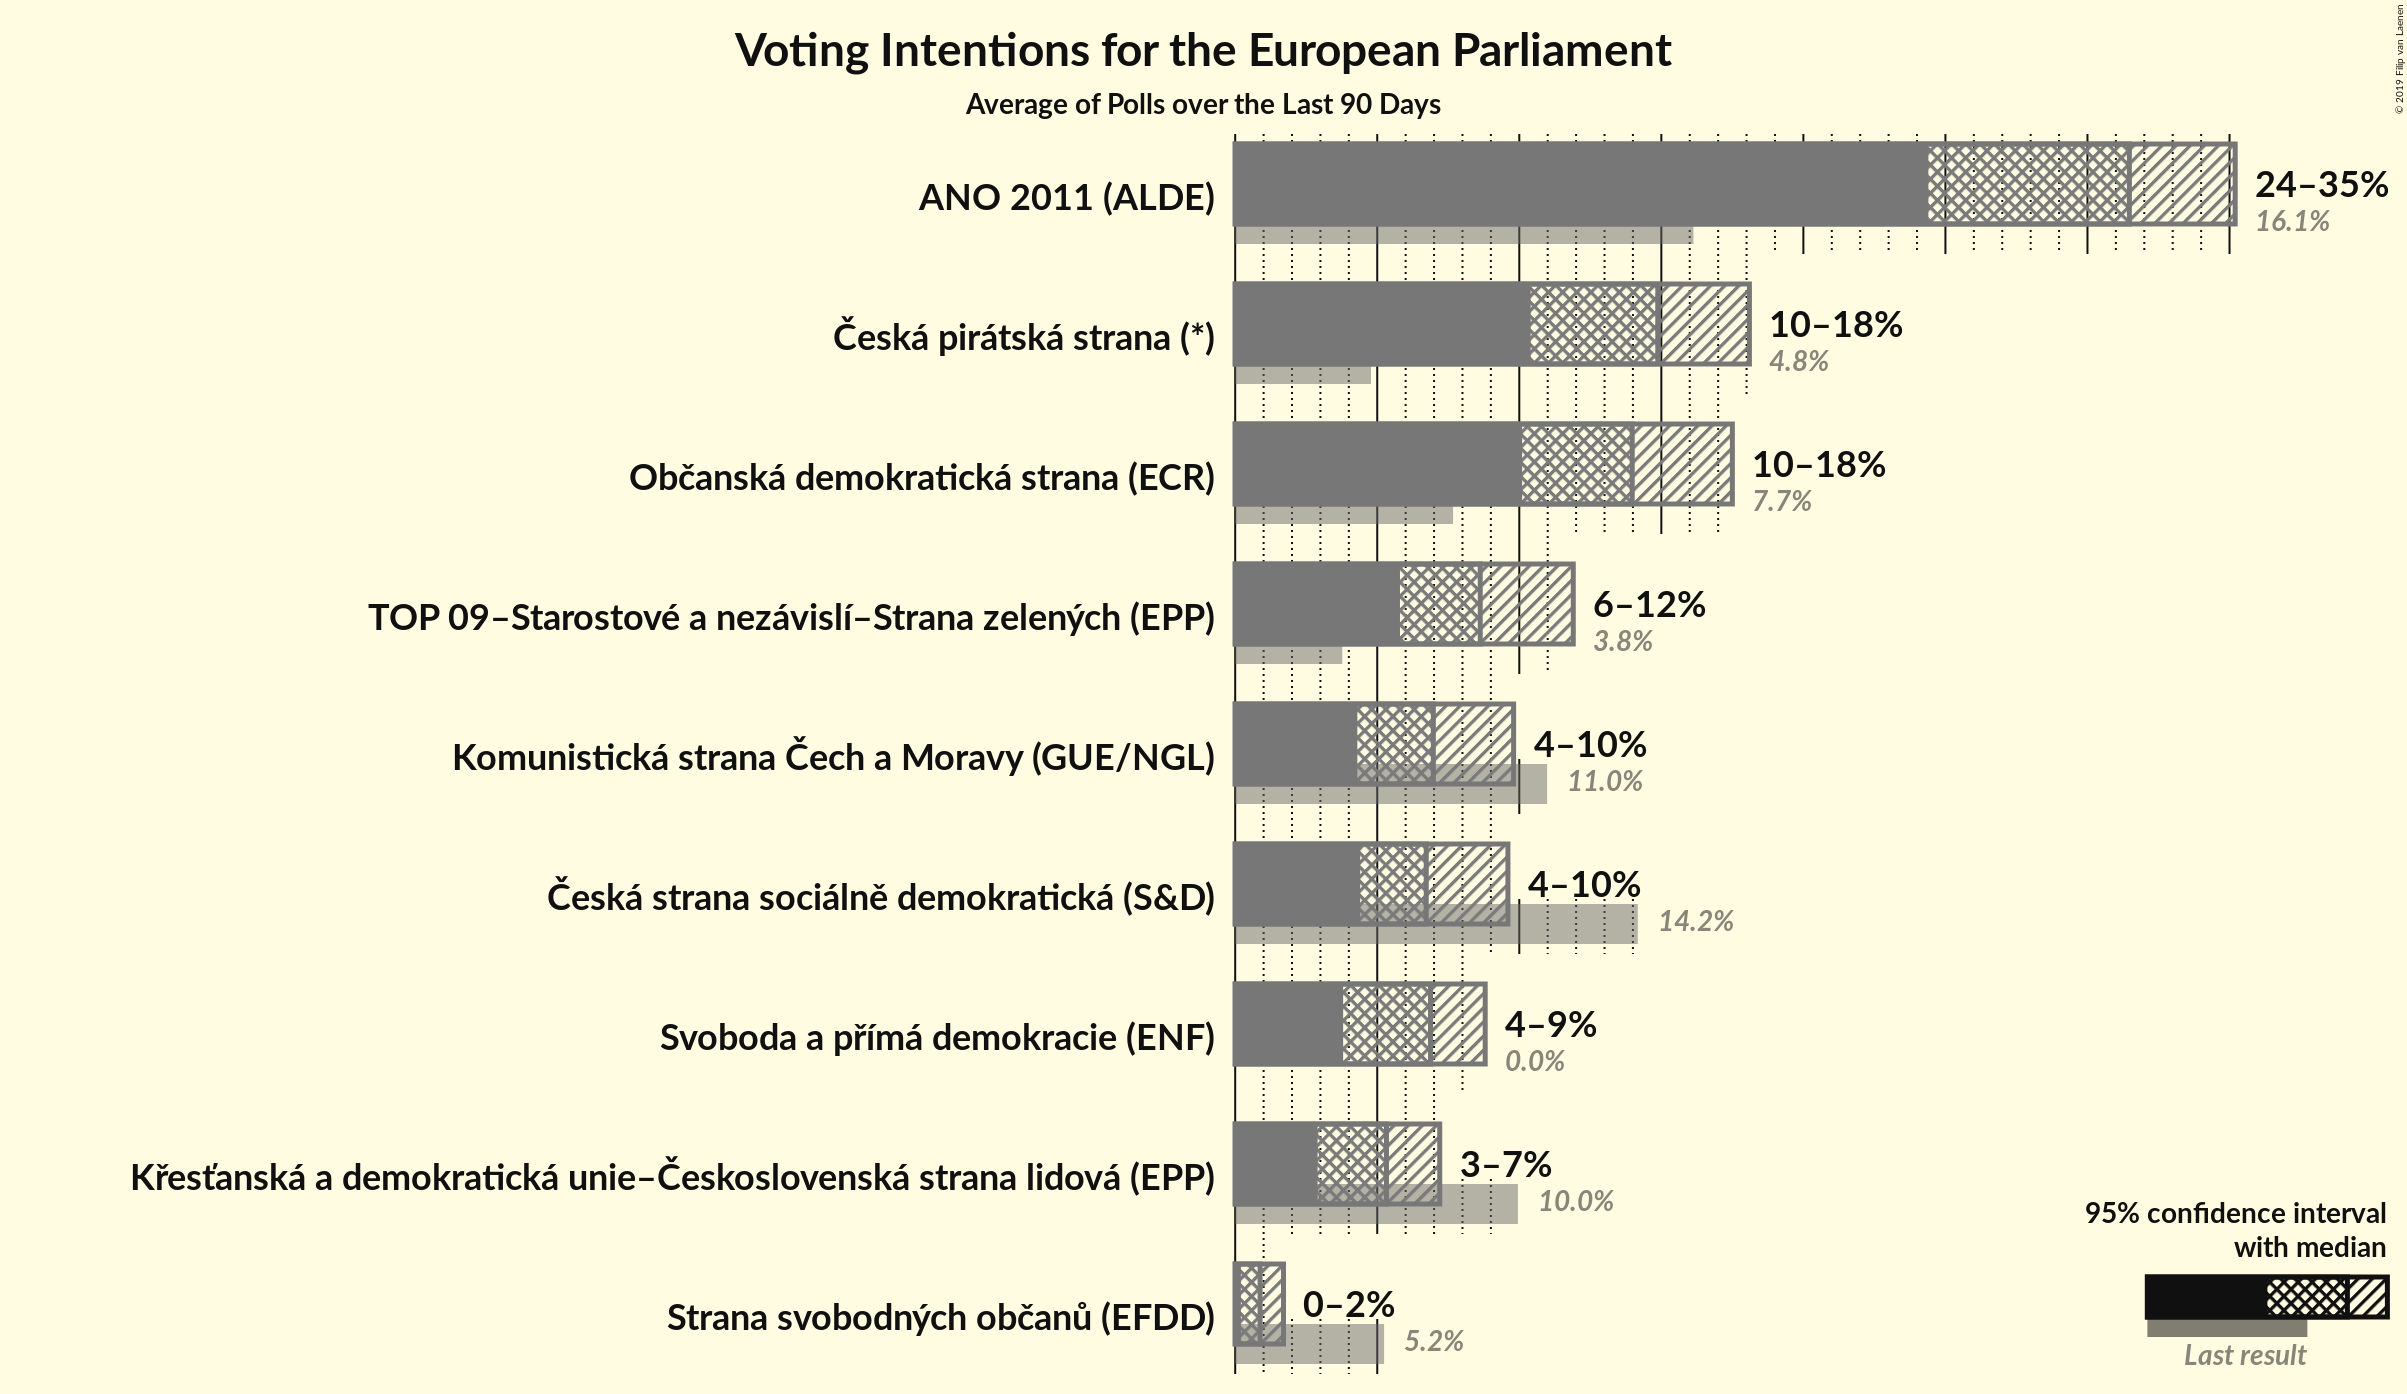 Voting Intentions for the European Parliament
Average of Polls over the Last 90 Days
© 2019 Filip van Laenen
ANO 2011 (ALDE)
24–35%
16.1%
Česká pirátská strana (*)
10–18%
4.8%
Občanská demokratická strana (ECR)
10–18%
7.7%
TOP 09–Starostové a nezávislí–Strana zelených (EPP)
6–12%
3.8%
Komunistická strana Čech a Moravy (GUE/NGL)
4–10%
11.0%
Česká strana sociálně demokratická (S&D)
4–10%
14.2%
Svoboda a přímá demokracie (ENF)
4–9%
0.0%
Křesťanská a demokratická unie–Československá strana lidová (EPP)
3–7%
10.0%
Strana svobodných občanů (EFDD)
0–2%
5.2%
95% confidence interval
with median
Last result